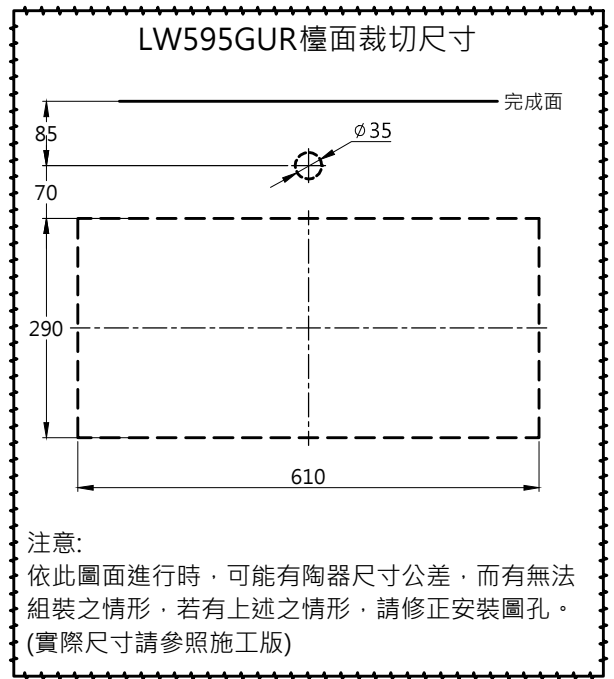 LW595GUR檯面裁切尺寸
完成面
85
⌀35
70
290
610
注意:
依此圖面進行時，可能有陶器尺寸公差，而有無法
組裝之情形，若有上述之情形，請修正安裝圖孔。
(實際尺寸請參照施工版)